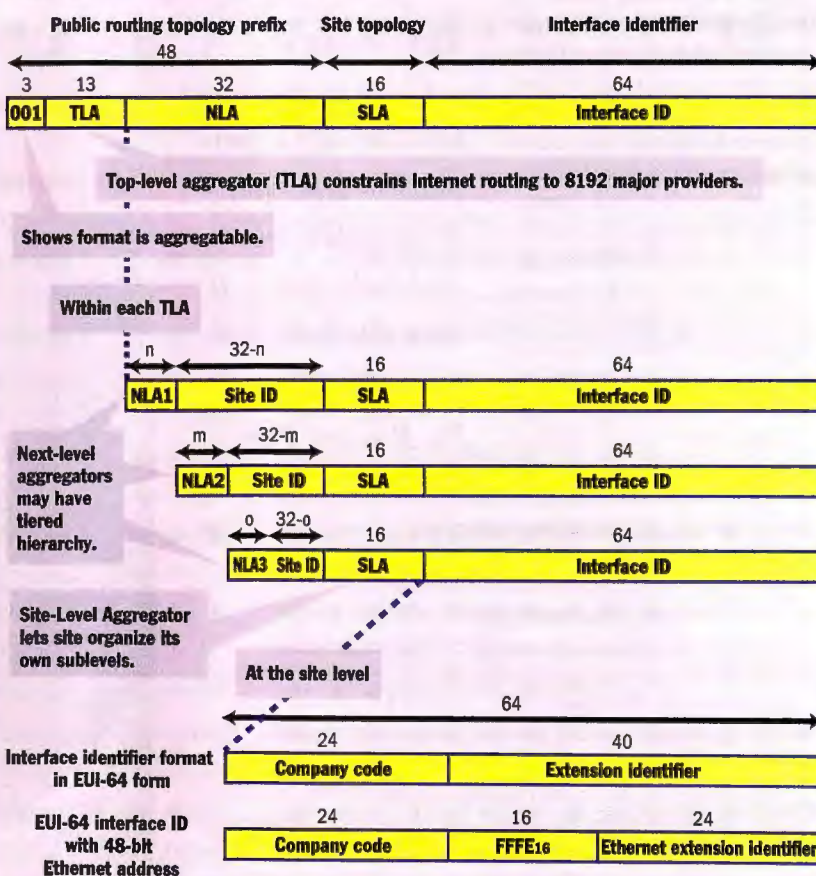 Public routing topology prefix Site topology Interface identifier
48
3 13 32 16 64
001 TLA NLA SLA Interface ID
Top-level aggregator (TLA) constrains Internet routing to 8192 major providers.
Shows format is aggregatable.
Within each TLA
n 32-n 16 64
NLA1 Site ID SLA Interface ID
m 32-m 16 64
NLA2 Site ID SLA Interface ID
Next-level
aggregators
may have
tiered
hierarchy.
o 32-o 16 64
NLA3 Site ID SLA Interface ID
Site-Level Aggregator
lets site organize its
own sublevels.
At the site level
64
24 40
Interface identifier format
in EUI-64 form
Company code Extension identifier
24 16 24
EUI-64 interface ID
with 48-bit
Ethernet address
Company code FFFE16 Ethernet extension identifier